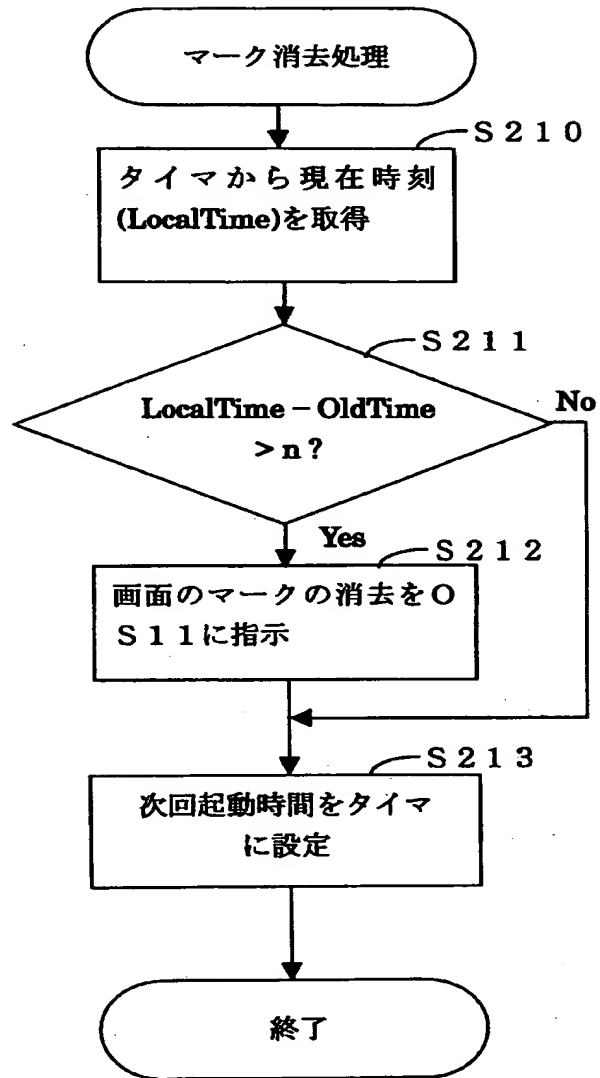 マーク消去処理
S210
タイマから現在時刻
(LocalTime)を取得
S211
LocalTime − OldTime
> n ?
No
Yes
S212
画面のマークの消去をO
S11に指示
S213
次回起動時間をタイマ
に設定
終了